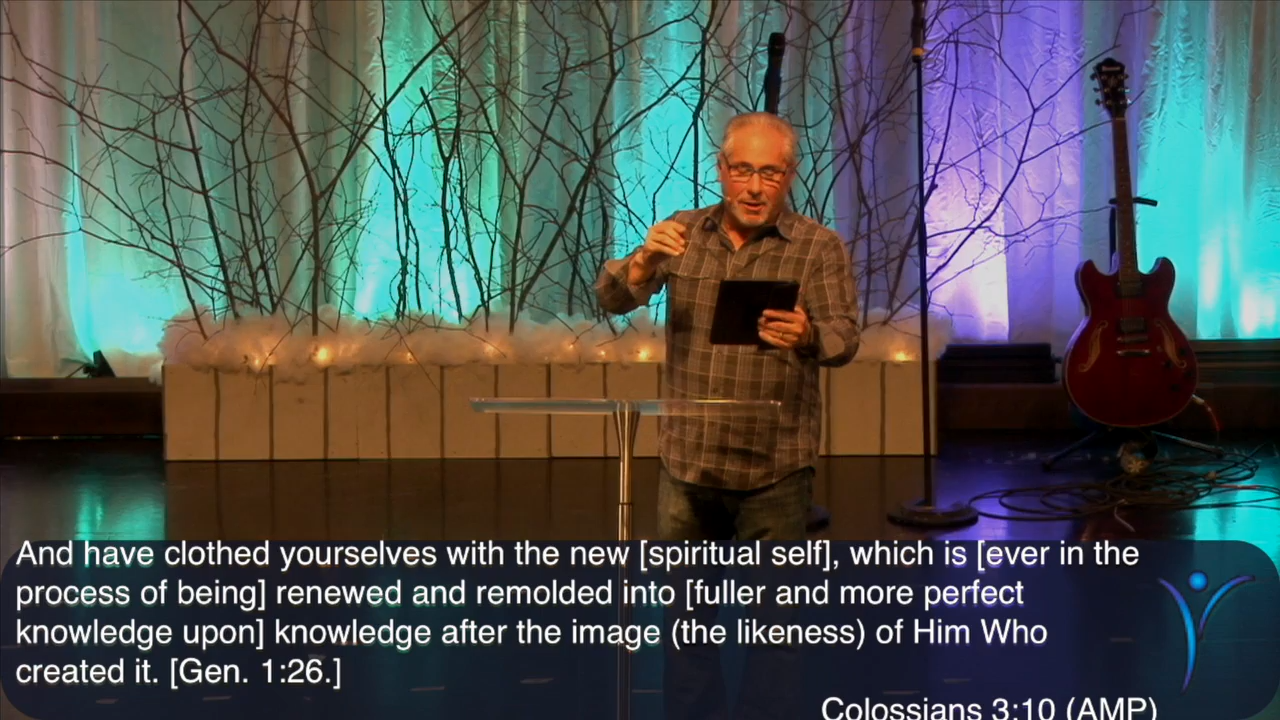 And have clothed yourselves with the new [spiritual self], which is [ever in the
process of being] renewed and remolded into [fuller and more perfect
knowledge upon] knowledge after the image (the likeness) of Him Who
created it. [Gen. 1:26.]
Colossians 3:10 (AMP)